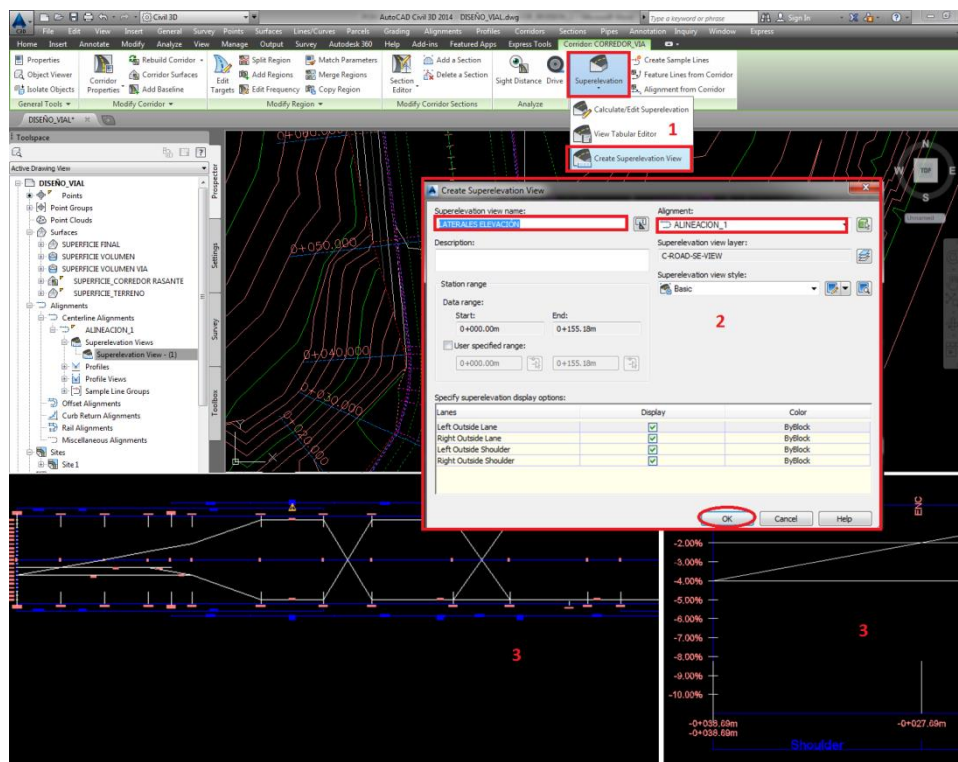 Civil 3D
AutoCAD Civil 3D 2014 DISEÑO_VIAL.dwg
Type a keyword or phrase
Sign In
File Edit View Insert General Survey Points Surfaces Lines/Curves Parcels Grading Alignments Profiles Corridors Sections Pipes Annotation Inquiry Window Express
Home Insert Annotate Modify Analyze View Manage Output Survey Autodesk 360 Help Add-ins Featured Apps Express Tools Corridor: CORREDOR_VIA
Properties
Object Viewer
Isolate Objects
General Tools
Corridor Properties
Rebuild Corridor
Corridor Surfaces
Add Baseline
Modify Corridor
Edit Targets
Split Region
Add Regions
Edit Frequency
Match Parameters
Merge Regions
Copy Region
Modify Region
Section Editor
Add a Section
Delete a Section
Modify Corridor Sections
Sight Distance
Drive
Analyze
Superelevation
Create Sample Lines
Feature Lines from Corridor
Alignment from Corridor
Calculate/Edit Superelevation
View Tabular Editor
Create Superelevation View
1
DISEÑO_VIAL*
Toolspace
Active Drawing View
DISEÑO_VIAL
Points
Point Groups
Point Clouds
Surfaces
SUPERFICIE FINAL
SUPERFICIE VOLUMEN
SUPERFICIE VOLUMEN VIA
SUPERFICIE_CORREDOR RASANTE
SUPERFICIE_TERRENO
Alignments
Centerline Alignments
ALINEACION_1
Superelevation Views
Superelevation View - (1)
Profiles
Profile Views
Sample Line Groups
Offset Alignments
Curb Return Alignments
Rail Alignments
Miscellaneous Alignments
Sites
Site 1
Prospector
Settings
Survey
Toolbox
0+050.000
0+040.000
0+030.000
0+020.000
Y
X
N
W
TOP
E
S
Unnamed
Create Superelevation View
Superelevation view name:
LATERALES ELEVACIÓN
Description:
Alignment:
ALINEACION_1
Superelevation view layer:
C-ROAD-SE-VIEW
Superelevation view style:
Basic
Station range
Data range:
Start: End:
0+000.00m 0+155.18m
User specified range:
0+000.00m 0+155.18m
2
Specify superelevation display options:
Lanes Display Color
Left Outside Lane ByBlock
Right Outside Lane ByBlock
Left Outside Shoulder ByBlock
Right Outside Shoulder ByBlock
OK Cancel Help
3
ENC
-2.00%
-3.00%
-4.00%
-5.00%
-6.00%
-7.00%
-8.00%
-9.00%
-10.00%
3
-0+038.69m
-0+038.69m
-0+027.69m
Shoulder